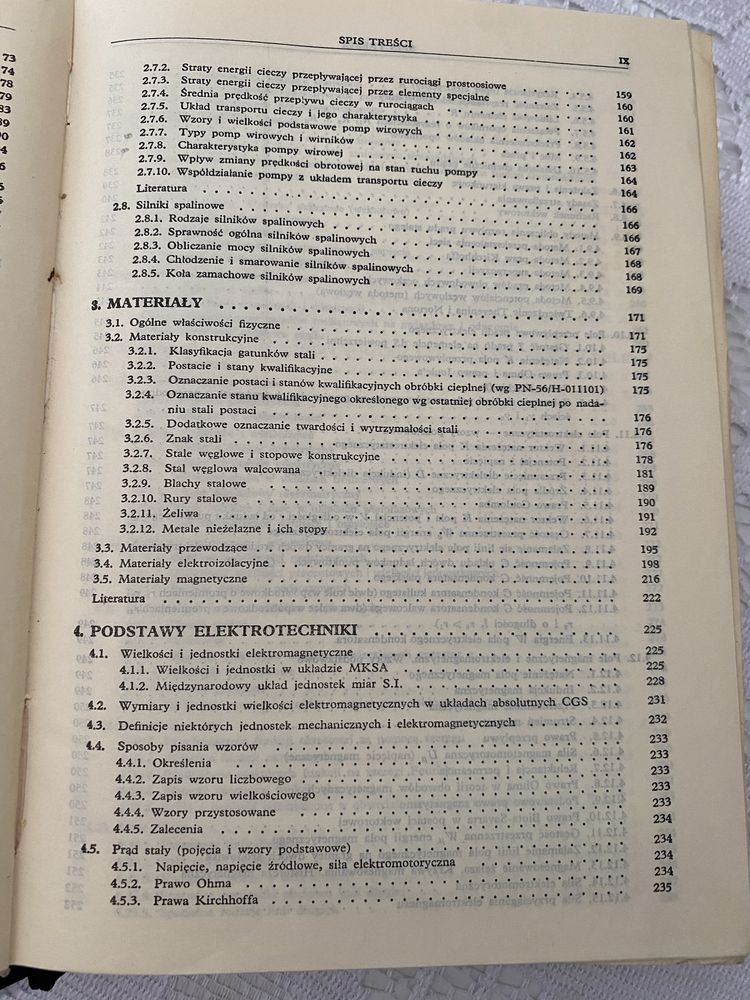 73
74
78
79
83
SPIS TREŚCI IX
2.7.2. Straty energii cieczy przepływającej przez rurociągi prostoosiowe . . . . . . 159
2.7.3. Straty energii cieczy przepływającej przez elementy specjalne . . . . . . 160
2.7.4. Średnia prędkość przepływu cieczy w rurociągach . . . . . . 160
2.7.5. Układ transportu cieczy i jego charakterystyka . . . . . . 161
2.7.6. Wzory i wielkości podstawowe pomp wirowych . . . . . . 162
2.7.7. Typy pomp wirowych i wirników . . . . . . 162
2.7.8. Charakterystyka pompy wirowej . . . . . . 163
2.7.9. Wpływ zmiany prędkości obrotowej na stan ruchu pompy . . . . . . 164
2.7.10. Współdziałanie pompy z układem transportu cieczy . . . . . . 164
Literatura . . . . . . 166
2.8. Silniki spalinowe . . . . . . 166
2.8.1. Rodzaje silników spalinowych . . . . . . 166
2.8.2. Sprawność ogólna silników spalinowych . . . . . . 167
2.8.3. Obliczanie mocy silników spalinowych . . . . . . 168
2.8.4. Chłodzenie i smarowanie silników spalinowych . . . . . . 168
2.8.5. Koła zamachowe silników spalinowych . . . . . . 169
3. MATERIAŁY . . . . . . 171
3.1. Ogólne właściwości fizyczne . . . . . . 171
3.2. Materiały konstrukcyjne . . . . . . 175
3.2.1. Klasyfikacja gatunków stali . . . . . . 175
3.2.2. Postacie i stany kwalifikacyjne . . . . . . 175
3.2.3. Oznaczanie postaci i stanów kwalifikacyjnych obróbki cieplnej (wg PN-56/H-011101) 175
3.2.4. Oznaczanie stanu kwalifikacyjnego określonego wg ostatniej obróbki cieplnej po nada-
niu stali postaci . . . . . . 176
3.2.5. Dodatkowe oznaczanie twardości i wytrzymałości stali . . . . . . 176
3.2.6. Znak stali . . . . . . 176
3.2.7. Stale węglowe i stopowe konstrukcyjne . . . . . . 178
3.2.8. Stal węglowa walcowana . . . . . . 181
3.2.9. Blachy stalowe . . . . . . 189
3.2.10. Rury stalowe . . . . . . 190
3.2.11. Żeliwa . . . . . . 191
3.2.12. Metale nieżelazne i ich stopy . . . . . . 192
3.3. Materiały przewodzące . . . . . . 195
3.4. Materiały elektroizolacyjne . . . . . . 198
3.5. Materiały magnetyczne . . . . . . 216
Literatura . . . . . . 222
4. PODSTAWY ELEKTROTECHNIKI . . . . . . 225
4.1. Wielkości i jednostki elektromagnetyczne . . . . . . 225
4.1.1. Wielkości i jednostki w układzie MKSA . . . . . . 225
4.1.2. Międzynarodowy układ jednostek miar S.I. . . . . . . 228
4.2. Wymiary i jednostki wielkości elektromagnetycznych w układach absolutnych CGS . . 231
4.3. Definicje niektórych jednostek mechanicznych i elektromagnetycznych . . . . . . 232
4.4. Sposoby pisania wzorów . . . . . . 233
4.4.1. Określenia . . . . . . 233
4.4.2. Zapis wzoru liczbowego . . . . . . 233
4.4.3. Zapis wzoru wielkościowego . . . . . . 233
4.4.4. Wzory przystosowane . . . . . . 233
4.4.5. Zalecenia . . . . . . 234
4.5. Prąd stały (pojęcia i wzory podstawowe) . . . . . . 234
4.5.1. Napięcie, napięcie źródłowe, siła elektromotoryczna . . . . . . 234
4.5.2. Prawo Ohma . . . . . . 234
4.5.3. Prawa Kirchhoffa . . . . . . 235